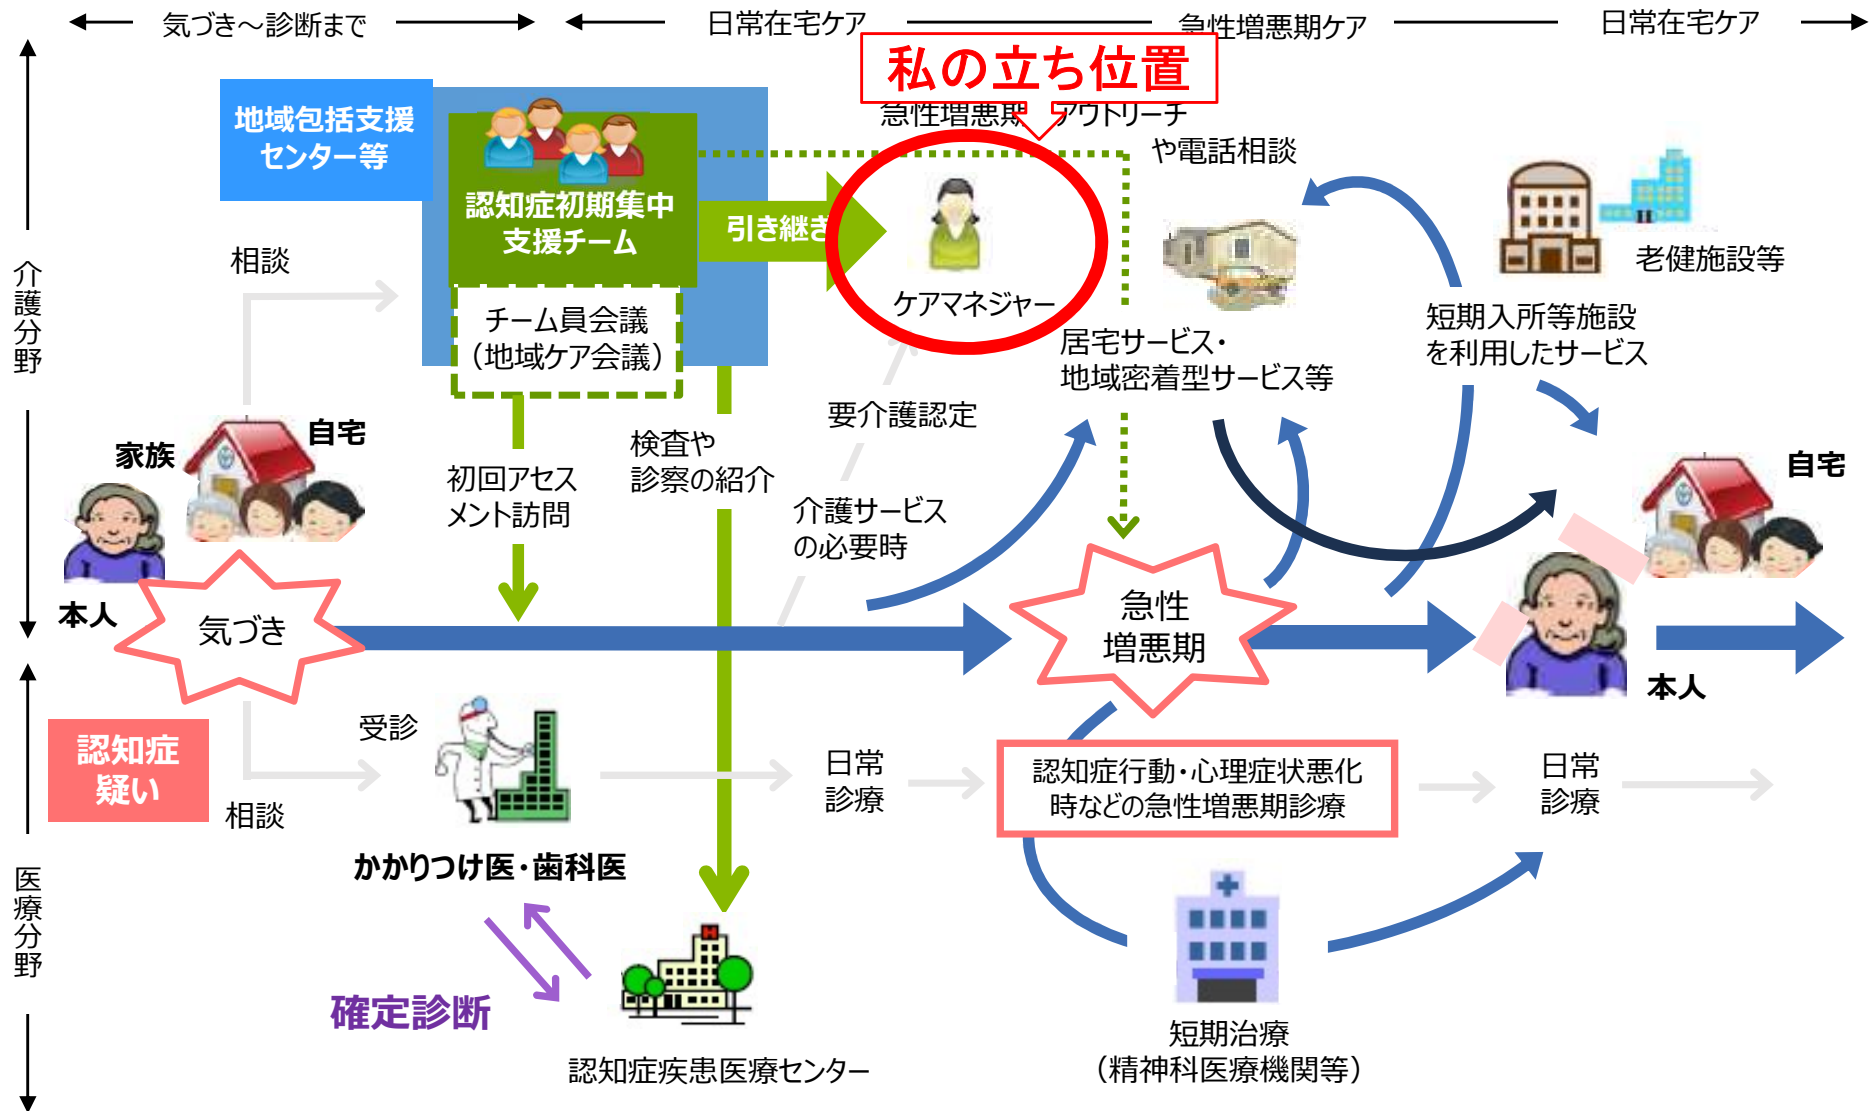 気づき～診断まで
日常在宅ケア
急性増悪期ケア
日常在宅ケア
私の立ち位置
急性増悪期 アウトリーチ
や電話相談
地域包括支援
センター等
認知症初期集中
支援チーム
引き継ぎ
チーム員会議
（地域ケア会議）
ケアマネジャー
老健施設等
介護分野
相談
居宅サービス・
地域密着型サービス等
短期入所等施設
を利用したサービス
要介護認定
家族
自宅
初回アセス
メント訪問
検査や
診察の紹介
介護サービス
の必要時
自宅
本人
気づき
急性
増悪期
本人
認知症
疑い
受診
相談
日常
診療
認知症行動・心理症状悪化
時などの急性増悪期診療
日常
診療
かかりつけ医・歯科医
医療分野
H
確定診断
認知症疾患医療センター
短期治療
（精神科医療機関等）